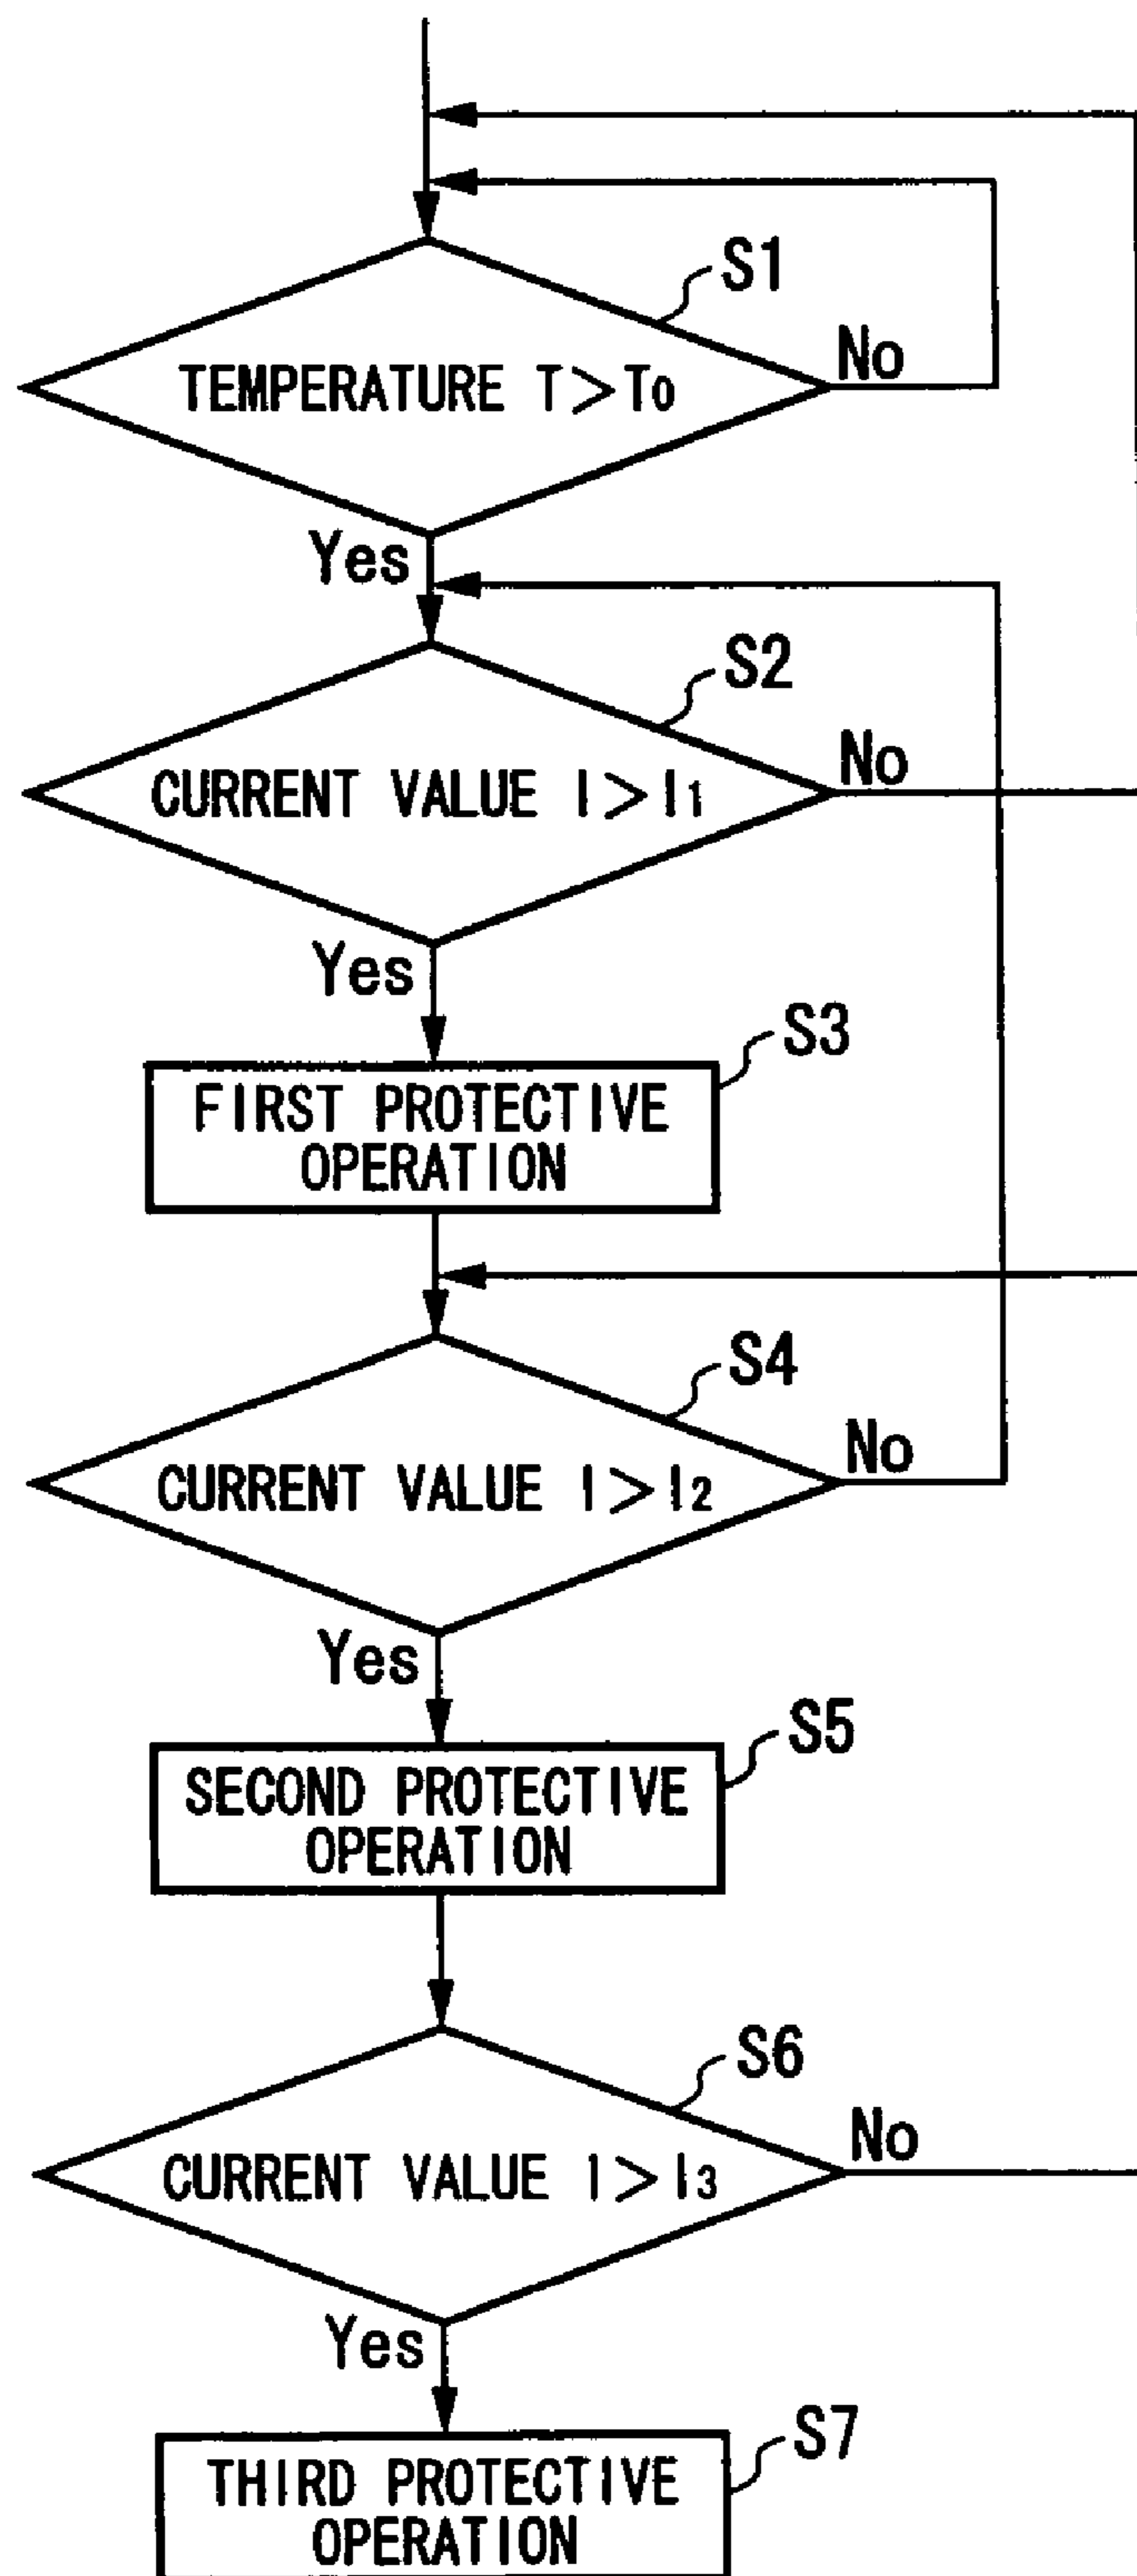 S1
TEMPERATURE T>T0
No
Yes
S2
CURRENT VALUE I>I1
No
Yes
S3
FIRST PROTECTIVE
OPERATION
S4
CURRENT VALUE I>I2
No
Yes
S5
SECOND PROTECTIVE
OPERATION
S6
CURRENT VALUE I>I3
No
Yes
S7
THIRD PROTECTIVE
OPERATION